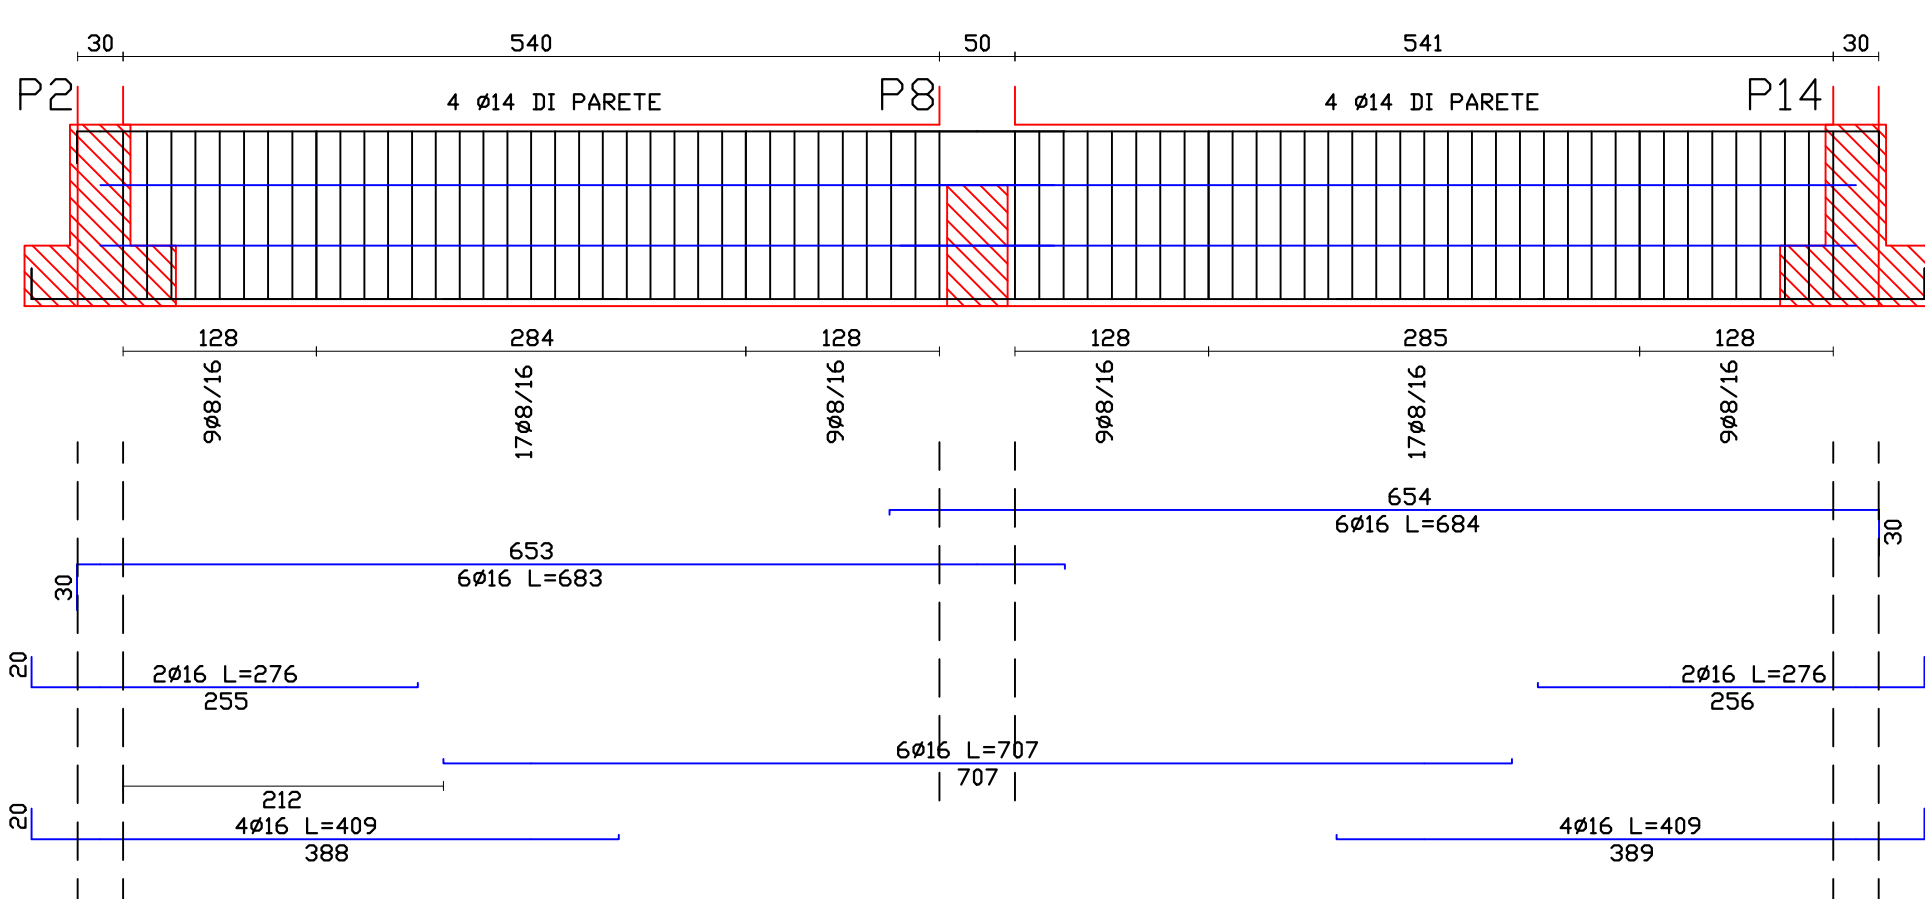 30 540 50 541 30
P2 4 ø14 DI PARETE P8 4 ø14 DI PARETE P14
128 284 128 128 285 128
9ø8/16 17ø8/16 9ø8/16 9ø8/16 17ø8/16 9ø8/16
654
6ø16 L=684 30
653
30 6ø16 L=683
20 2ø16 L=276 2ø16 L=276
255 256
6ø16 L=707
707
212
20 4ø16 L=409 4ø16 L=409
388 389